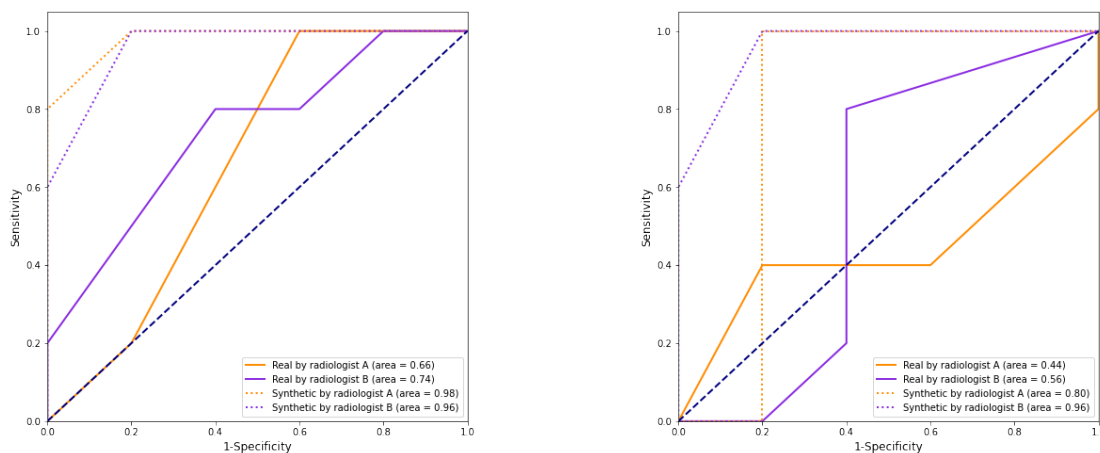 1.0
0.8
0.6
0.4
0.2
0.0
Sensitivity
0.0 0.2 0.4 0.6 0.8 1.0
1-Specificity
Real by radiologist A (area = 0.66)
Real by radiologist B (area = 0.74)
Synthetic by radiologist A (area = 0.98)
Synthetic by radiologist B (area = 0.96)
1.0
0.8
0.6
0.4
0.2
0.0
Sensitivity
0.0 0.2 0.4 0.6 0.8 1.0
1-Specificity
Real by radiologist A (area = 0.44)
Real by radiologist B (area = 0.56)
Synthetic by radiologist A (area = 0.80)
Synthetic by radiologist B (area = 0.96)